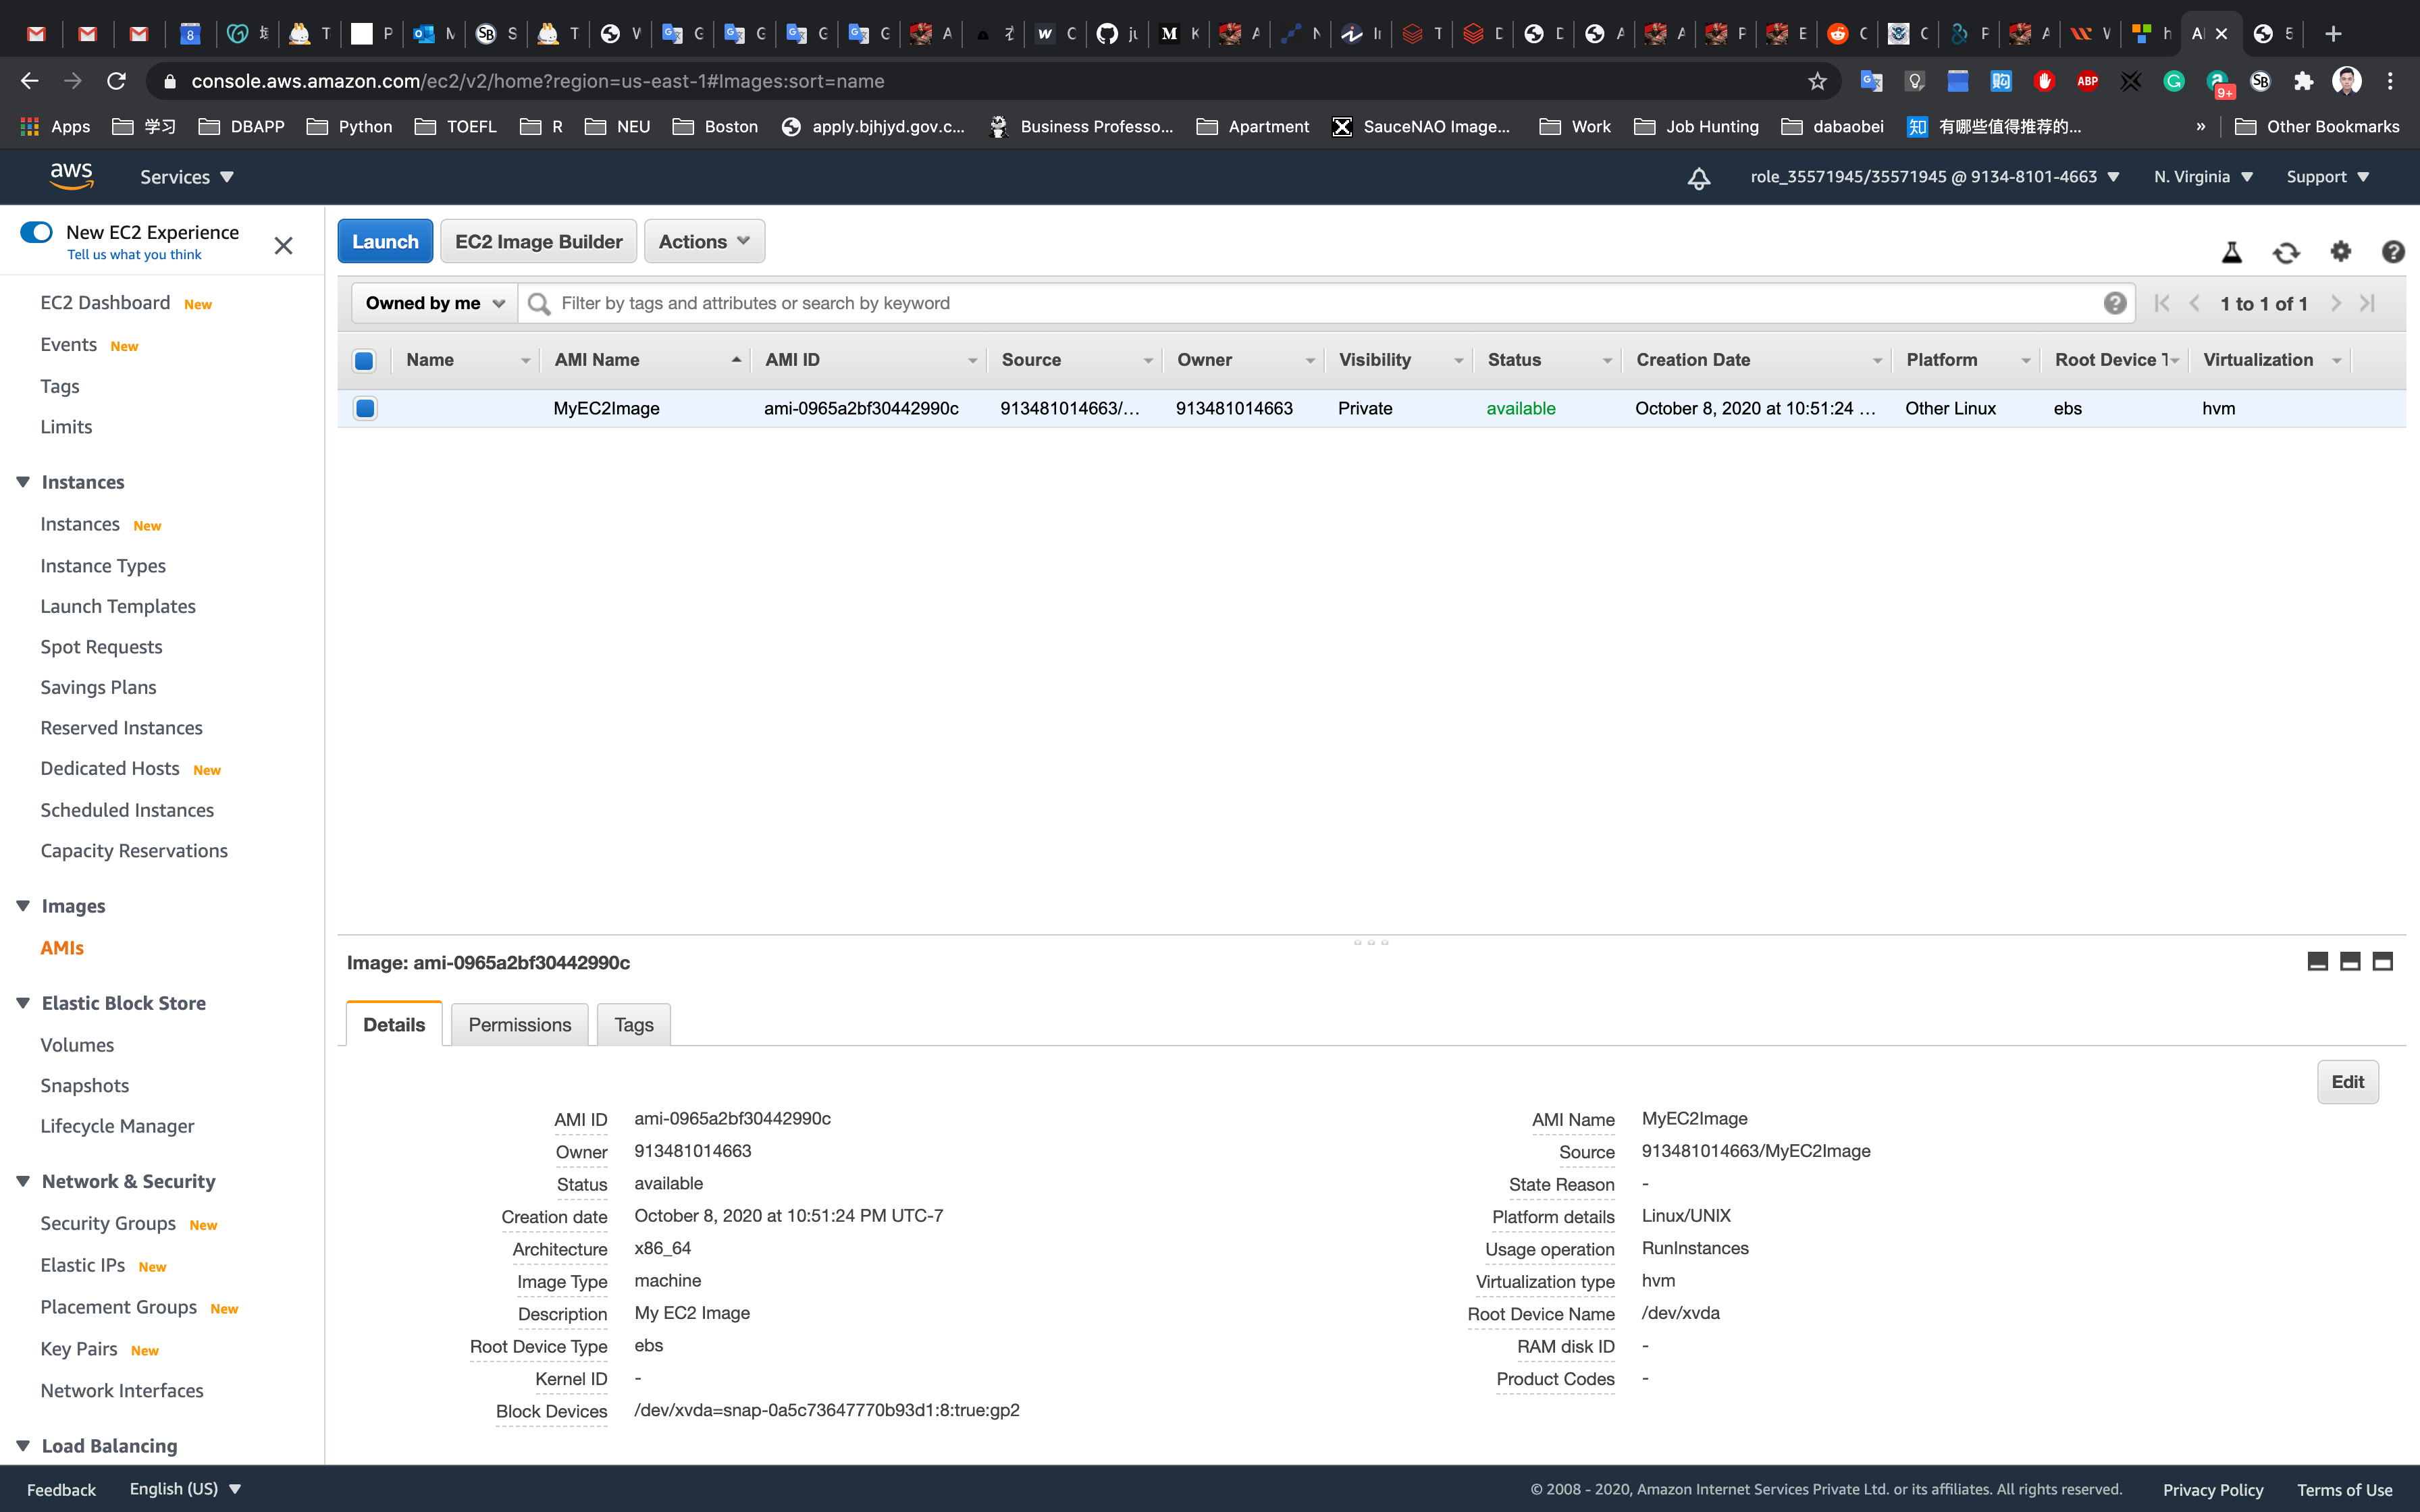 console.aws.amazon.com/ec2/v2/home?region=us-east-1#Images:sort=name
ABP 9+
Apps 学习 DBAPP Python TOEFL R NEU Boston apply.bjhjyd.gov.c... Business Professo... Apartment SauceNAO Image... Work Job Hunting dabaobei 有哪些值得推荐的... » Other Bookmarks
aws Services role_35571945/35571945 @ 9134-8101-4663 N. Virginia Support
New EC2 Experience
Tell us what you think
EC2 Dashboard New
Events New
Tags
Limits
Instances
Instances New
Instance Types
Launch Templates
Spot Requests
Savings Plans
Reserved Instances
Dedicated Hosts New
Scheduled Instances
Capacity Reservations
Images
AMIs
Elastic Block Store
Volumes
Snapshots
Lifecycle Manager
Network & Security
Security Groups New
Elastic IPs New
Placement Groups New
Key Pairs New
Network Interfaces
Load Balancing
Launch EC2 Image Builder Actions
Owned by me Filter by tags and attributes or search by keyword 1 to 1 of 1
Name AMI Name AMI ID Source Owner Visibility Status Creation Date Platform Root Device Virtualization
MyEC2Image ami-0965a2bf30442990c 913481014663/... 913481014663 Private available October 8, 2020 at 10:51:24 ... Other Linux ebs hvm
Image: ami-0965a2bf30442990c
Details Permissions Tags
Edit
AMI ID ami-0965a2bf30442990c AMI Name MyEC2Image
Owner 913481014663 Source 913481014663/MyEC2Image
Status available State Reason -
Creation date October 8, 2020 at 10:51:24 PM UTC-7 Platform details Linux/UNIX
Architecture x86_64 Usage operation RunInstances
Image Type machine Virtualization type hvm
Description My EC2 Image Root Device Name /dev/xvda
Root Device Type ebs RAM disk ID -
Kernel ID - Product Codes -
Block Devices /dev/xvda=snap-0a5c73647770b93d1:8:true:gp2
Feedback English (US) © 2008 - 2020, Amazon Internet Services Private Ltd. or its affiliates. All rights reserved. Privacy Policy Terms of Use